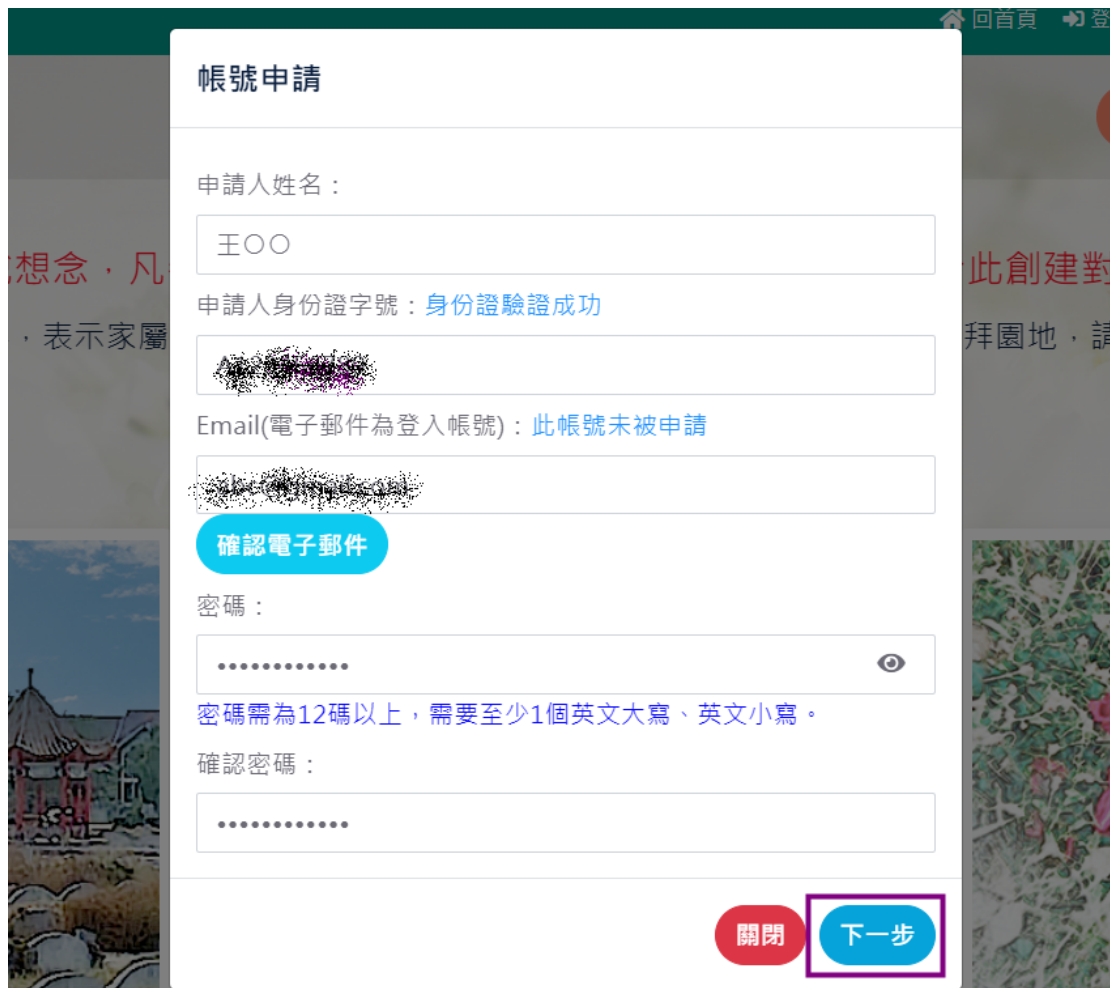 回首頁 登
帳號申請
申請人姓名：
王〇〇
想念，凡
此創建對
申請人身份證字號：身份證驗證成功
，表示家屬
拜園地，請
Email(電子郵件為登入帳號)：此帳號未被申請
確認電子郵件
密碼：
••••••••••••
密碼需為12碼以上，需要至少1個英文大寫、英文小寫。
確認密碼：
••••••••••••
關閉 下一步